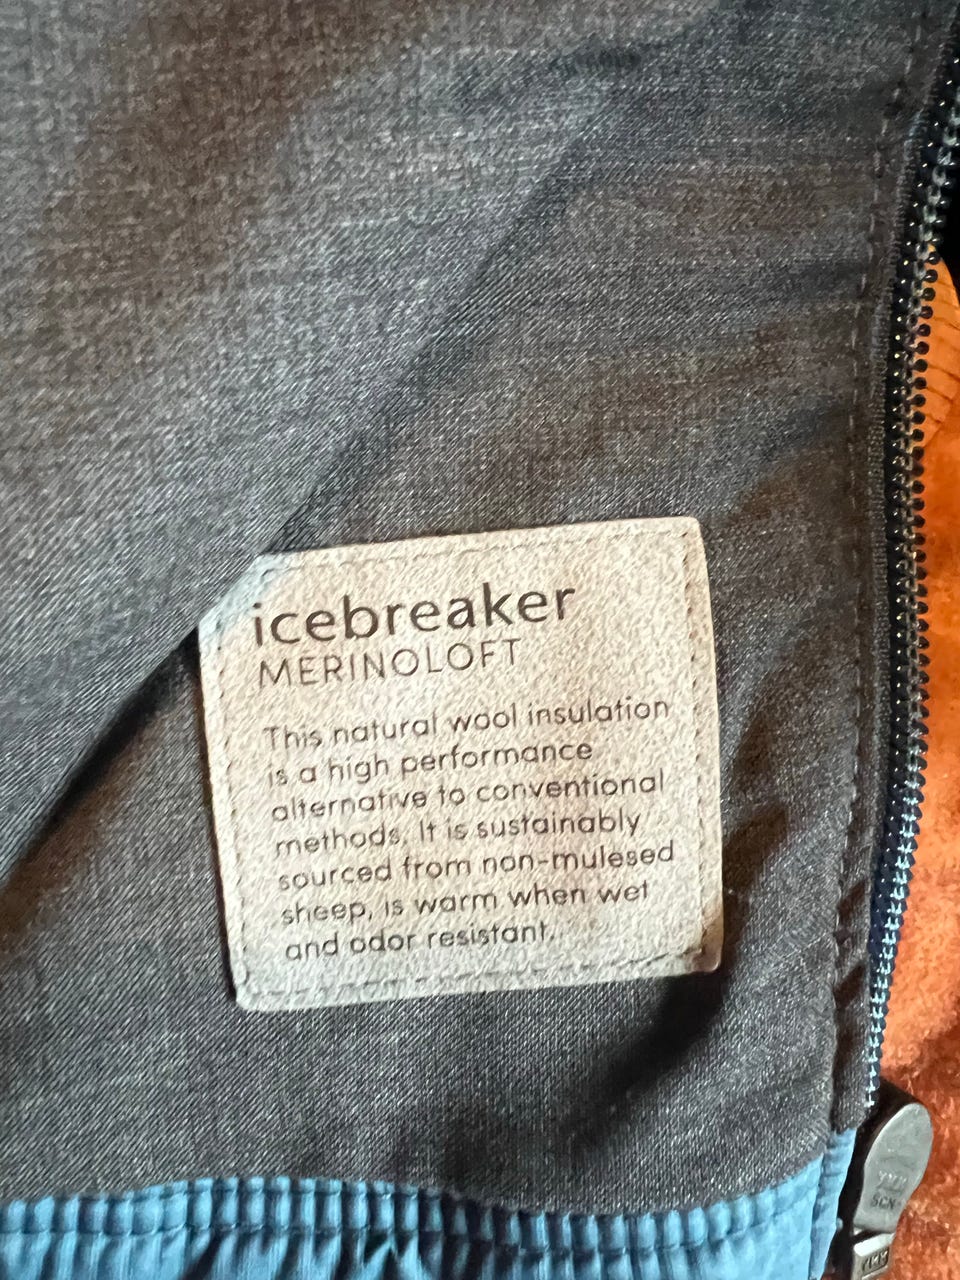 icebreaker
MERINOLOFT
This natural wool insulation
is a high performance
alternative to conventional
methods. It is sustainably
sourced from non-mulesed
sheep, is warm when wet
and odor resistant.